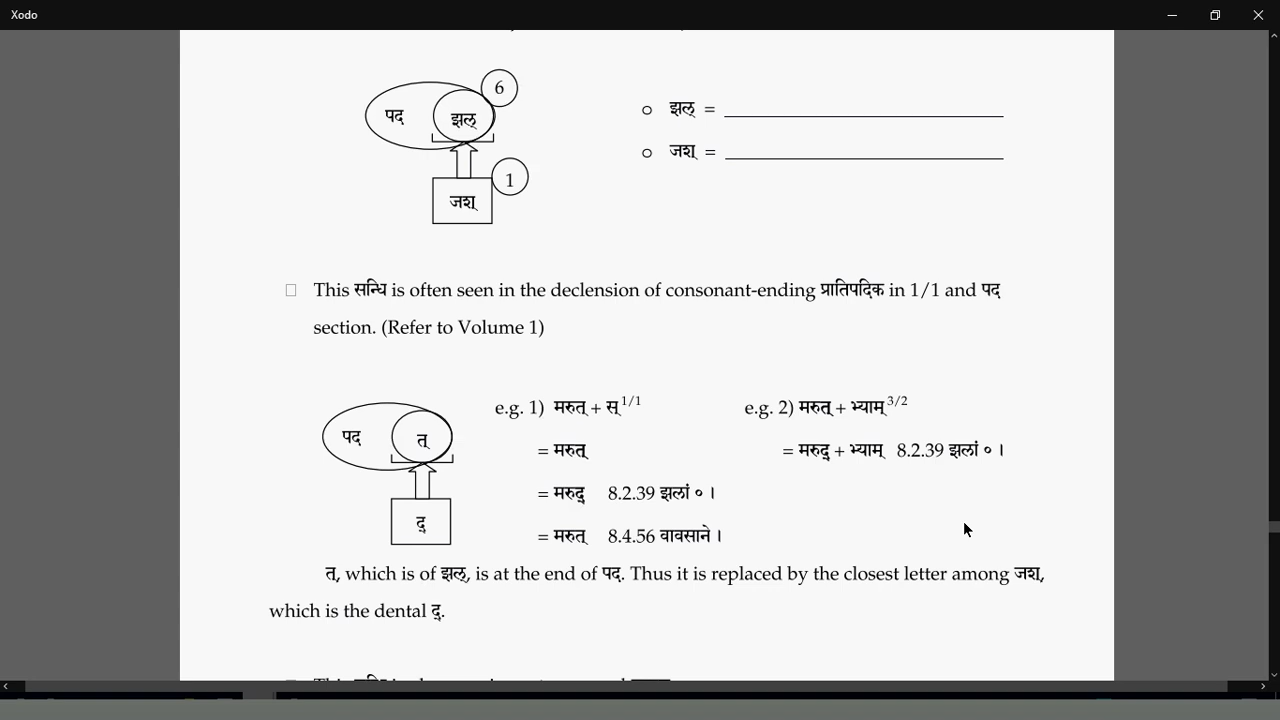 Xodo
पद झल् 6
झल् = 
जश् = 
जश् 1
□ This सन्धि is often seen in the declension of consonant-ending प्रातिपदिक in 1/1 and पद
section. (Refer to Volume 1)
पद त्
द्
e.g. 1) मरुत् + स् 1/1
= मरुत्
= मरुद् 8.2.39 झलां ० ।
= मरुत् 8.4.56 वावसाने ।
e.g. 2) मरुत् + भ्याम् 3/2
= मरुद् + भ्याम् 8.2.39 झलां ० ।
त्, which is of झल्, is at the end of पद. Thus it is replaced by the closest letter among जश्,
which is the dental द्.